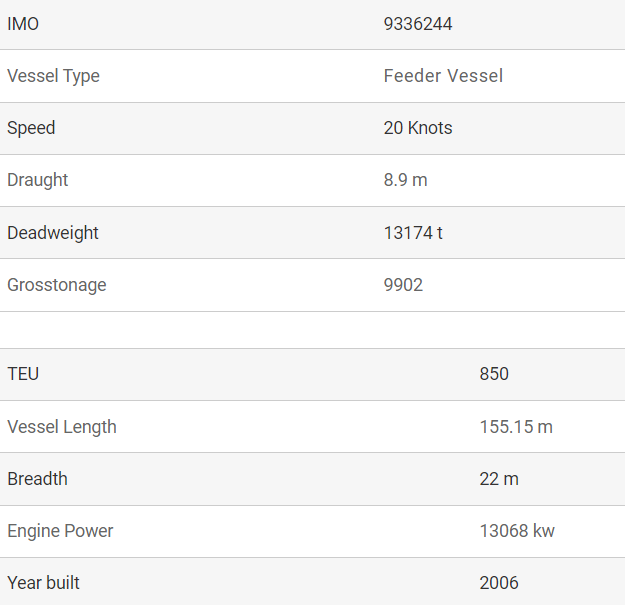 IMO 9336244
Vessel Type Feeder Vessel
Speed 20 Knots
Draught 8.9 m
Deadweight 13174 t
Grosstonage 9902
TEU 850
Vessel Length 155.15 m
Breadth 22 m
Engine Power 13068 kw
Year built 2006